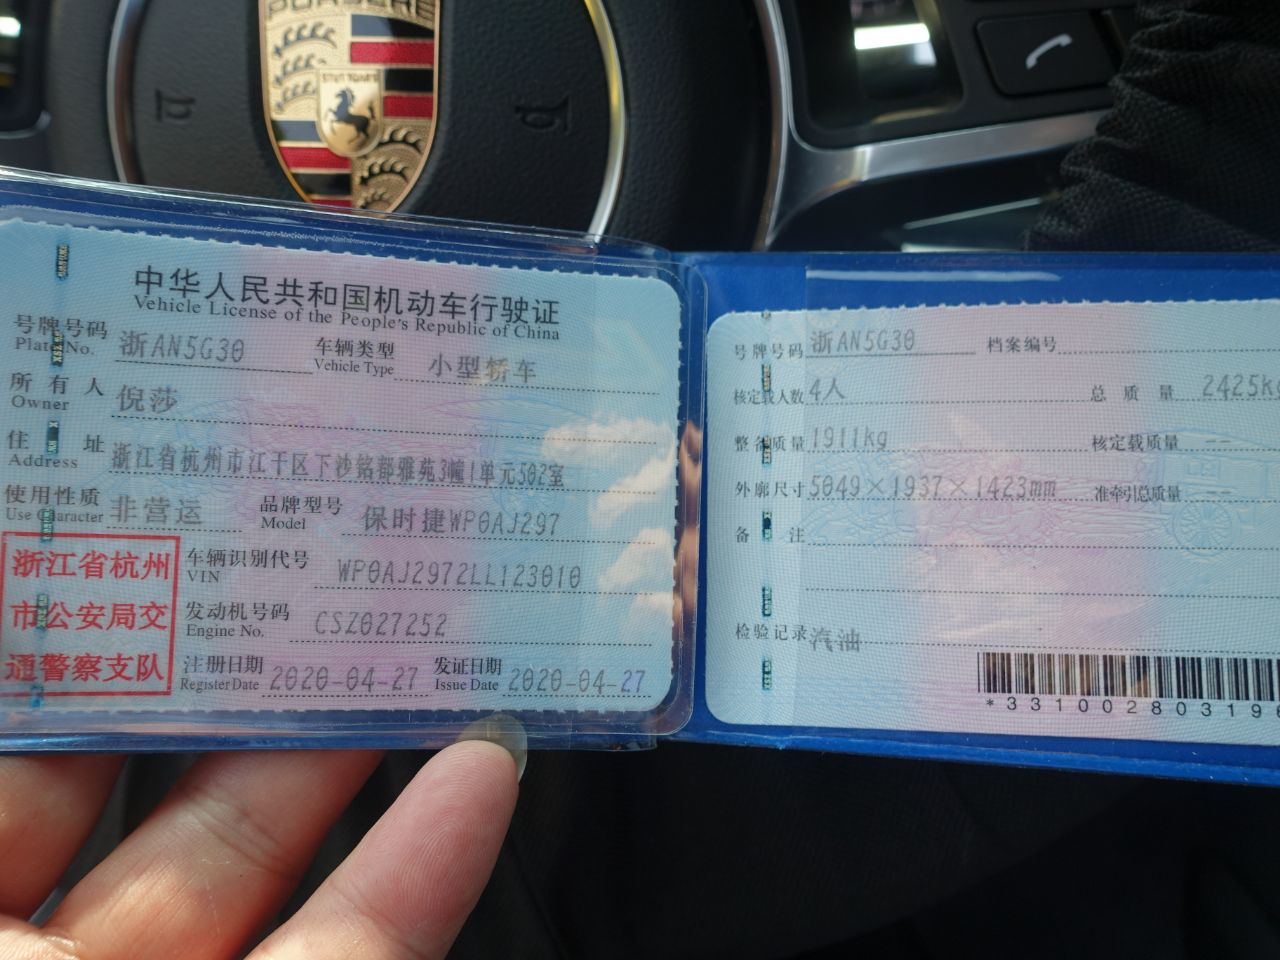 PORSCHE
STUTTGART
中华人民共和国机动车行驶证
Vehicle License of the People's Republic of China
号牌号码 浙AN5G30 车辆类型 小型轿车
Plate No. Vehicle Type
所有人 倪莎
Owner
住址 浙江省杭州市江干区下沙铭都雅苑3幢1单元502室
Address
使用性质 非营运 品牌型号 保时捷WP0AJ297
Use Character Model
浙江省杭州
市公安局交
通警察支队
车辆识别代号 WP0AJ2972LL123010
VIN
发动机号码 CSZ027252
Engine No.
注册日期 2020-04-27 发证日期 2020-04-27
Register Date Issue Date
号牌号码 浙AN5G30 档案编号
核定载人数 4人 总质量 2425kg
整备质量 1911kg 核定载质量 --
外廓尺寸 5049×1937×1423mm 准牵引总质量 --
备注
检验记录 汽油
*331002803196